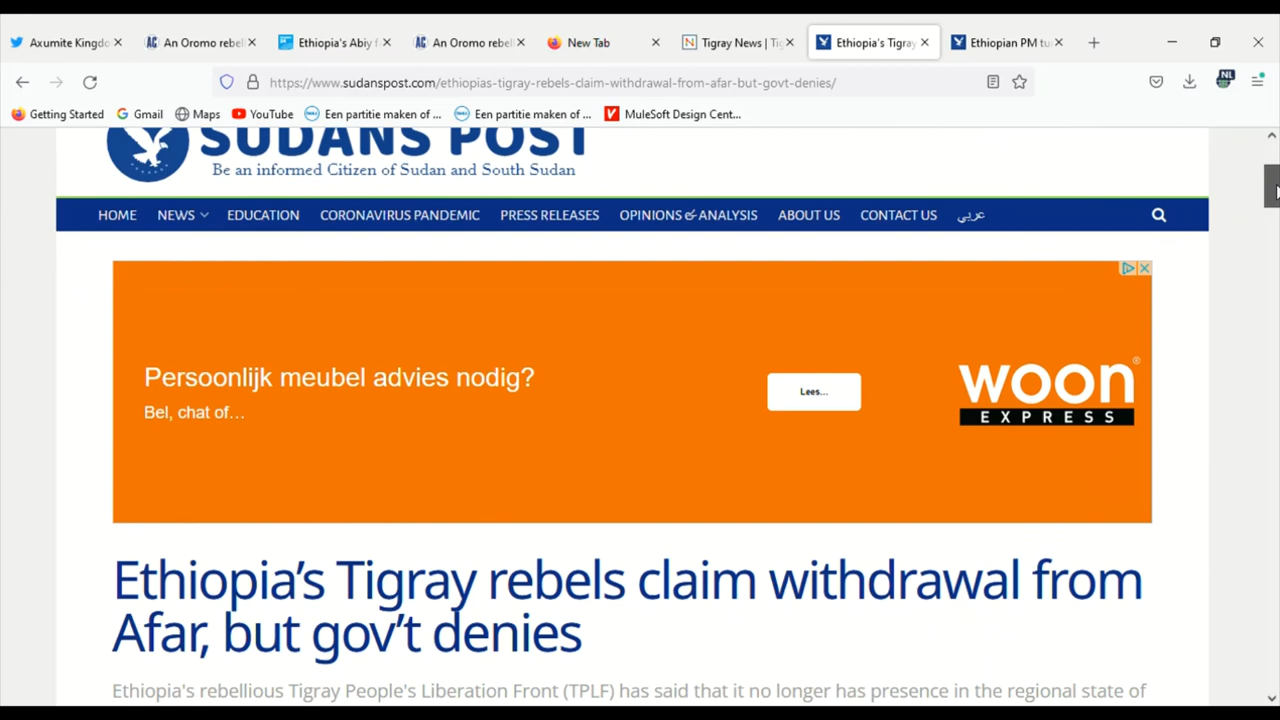 Axumite Kingdo
An Oromo rebel
Ethiopia's Abiy f
An Oromo rebel
New Tab
Tigray News | Tig
Ethiopia's Tigray
Ethiopian PM tu
https://www.sudanspost.com/ethiopias-tigray-rebels-claim-withdrawal-from-afar-but-govt-denies/
NL
Getting Started
Gmail
Maps
YouTube
Een partitie maken of ...
Een partitie maken of ...
MuleSoft Design Cent...
SUDANS POST
Be an informed Citizen of Sudan and South Sudan
HOME
NEWS
EDUCATION
CORONAVIRUS PANDEMIC
PRESS RELEASES
OPINIONS & ANALYSIS
ABOUT US
CONTACT US
عربي
Persoonlijk meubel advies nodig?
Bel, chat of…
Lees...
WOON
EXPRESS
Ethiopia’s Tigray rebels claim withdrawal from
Afar, but gov’t denies
Ethiopia's rebellious Tigray People's Liberation Front (TPLF) has said that it no longer has presence in the regional state of